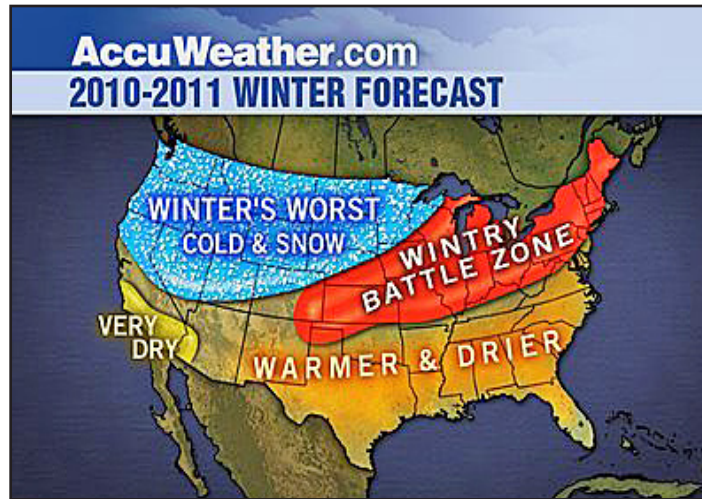 AccuWeather.com
2010-2011 WINTER FORECAST
WINTER'S WORST
COLD & SNOW
WINTRY
BATTLE ZONE
VERY
DRY
WARMER & DRIER